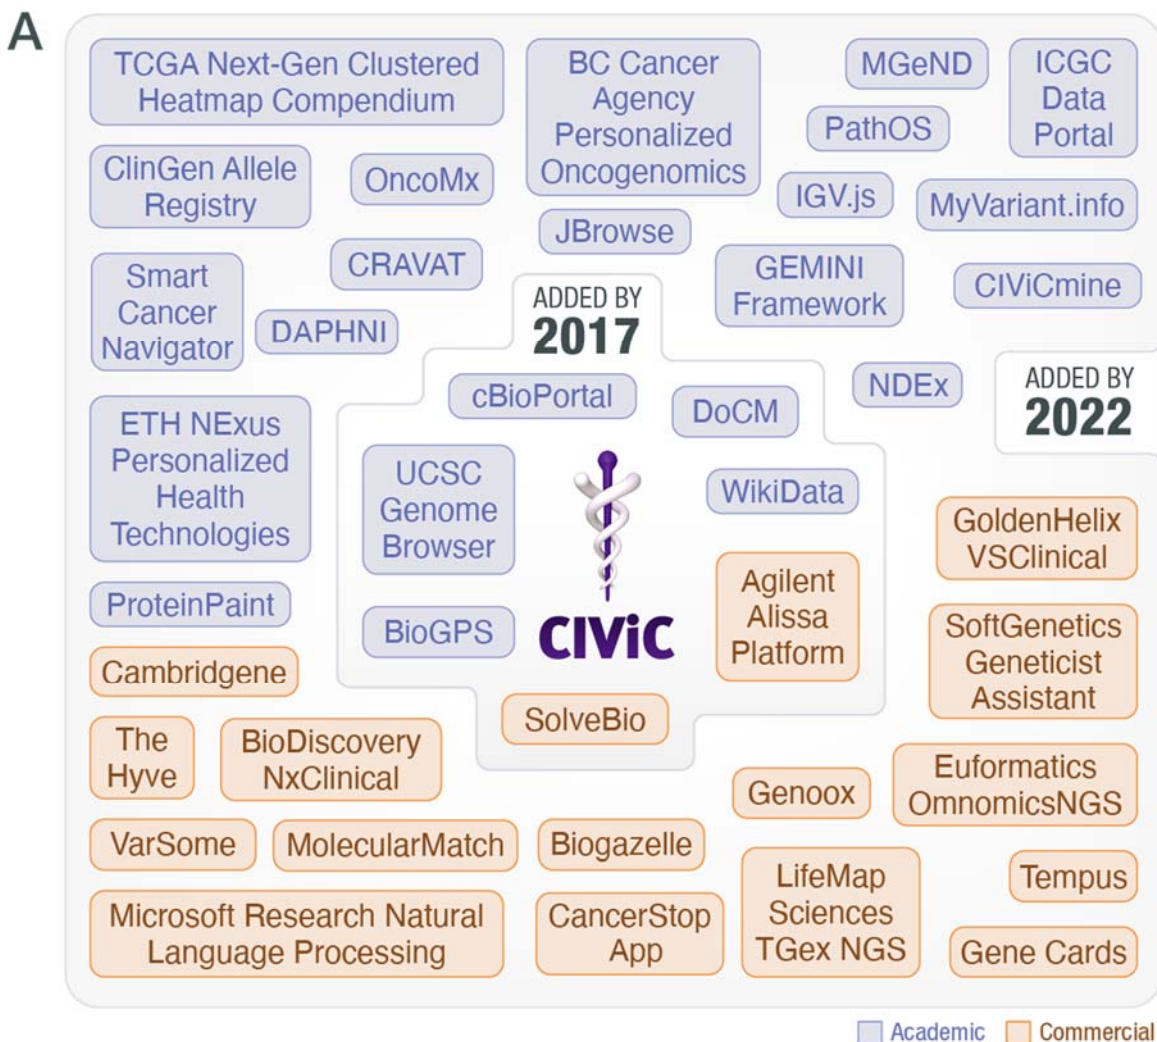 A
TCGA Next-Gen Clustered
Heatmap Compendium
BC Cancer
Agency
Personalized
Oncogenomics
MGeND
ICGC
Data
Portal
PathOS
ClinGen Allele
Registry
OncoMx
IGV.js
MyVariant.info
JBrowse
CRAVAT
Smart
Cancer
Navigator
GEMINI
Framework
CIViCmine
DAPHNI
ADDED BY
2017
NDEx
ADDED BY
2022
cBioPortal
DoCM
ETH NExus
Personalized
Health
Technologies
UCSC
Genome
Browser
WikiData
GoldenHelix
VSClinical
Agilent
Alissa
Platform
ProteinPaint
BioGPS
CIViC
SoftGenetics
Geneticist
Assistant
Cambridgene
SolveBio
The
Hyve
BioDiscovery
NxClinical
Genoox
Euformatics
OmnomicsNGS
VarSome
MolecularMatch
Biogazelle
LifeMap
Sciences
TGex NGS
Tempus
Microsoft Research Natural
Language Processing
CancerStop
App
Gene Cards
Academic
Commercial